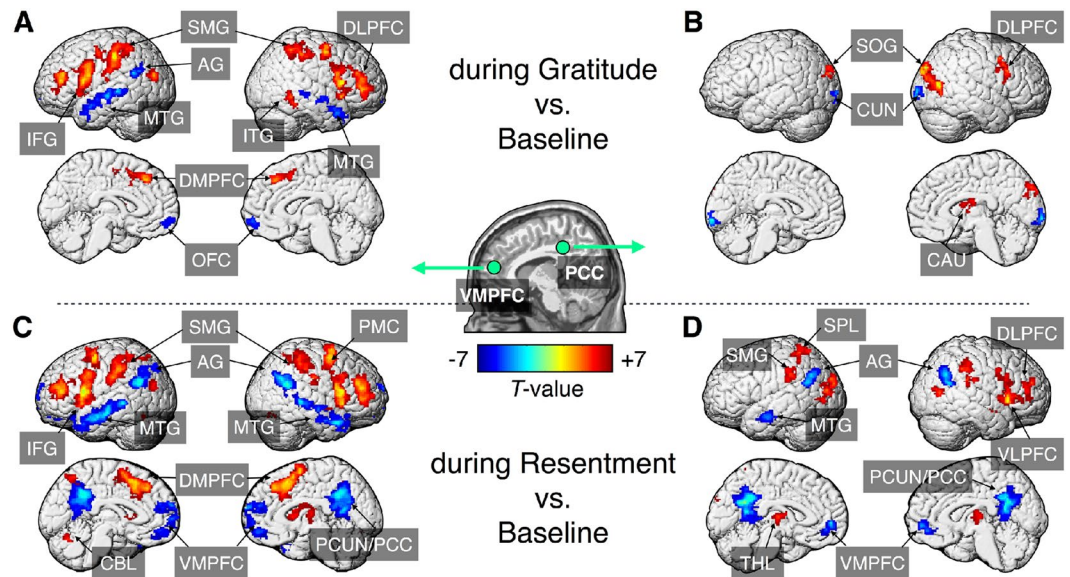 A
SMG
DLPFC
AG
IFG
MTG
ITG
MTG
DMPFC
OFC
during Gratitude
vs.
Baseline
B
SOG
DLPFC
CUN
CAU
VMPFC
PCC
-7
+7
T-value
C
SMG
PMC
AG
IFG
MTG
MTG
DMPFC
CBL
VMPFC
PCUN/PCC
during Resentment
vs.
Baseline
D
SPL
DLPFC
SMG
AG
MTG
VLPFC
PCUN/PCC
THL
VMPFC